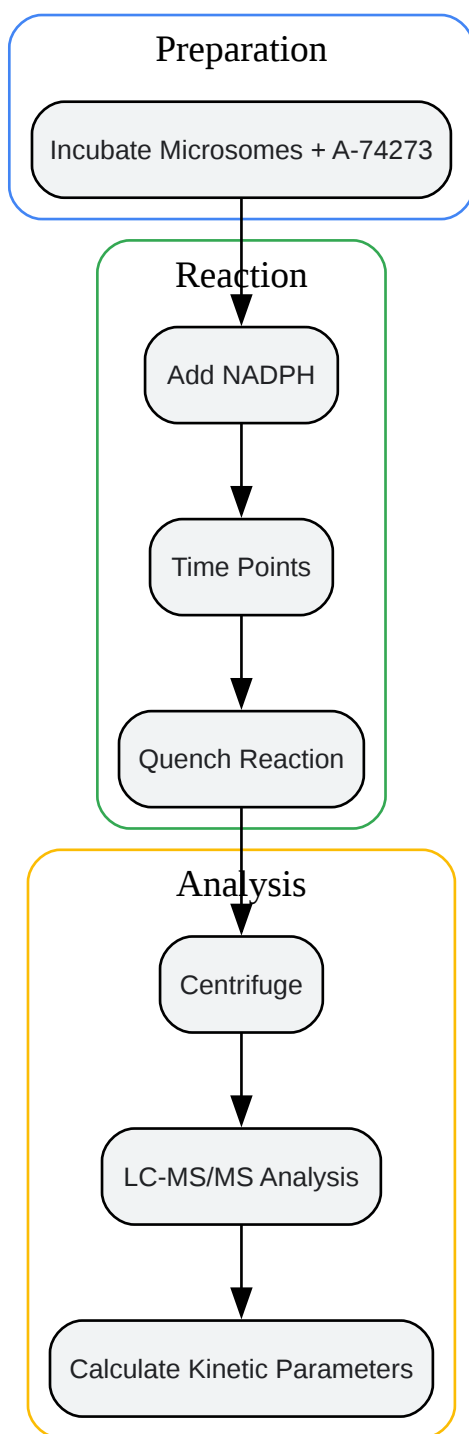 Preparation
Incubate Microsomes + A-74273
Reaction
Add NADPH
Time Points
Quench Reaction
Analysis
Centrifuge
LC-MS/MS Analysis
Calculate Kinetic Parameters